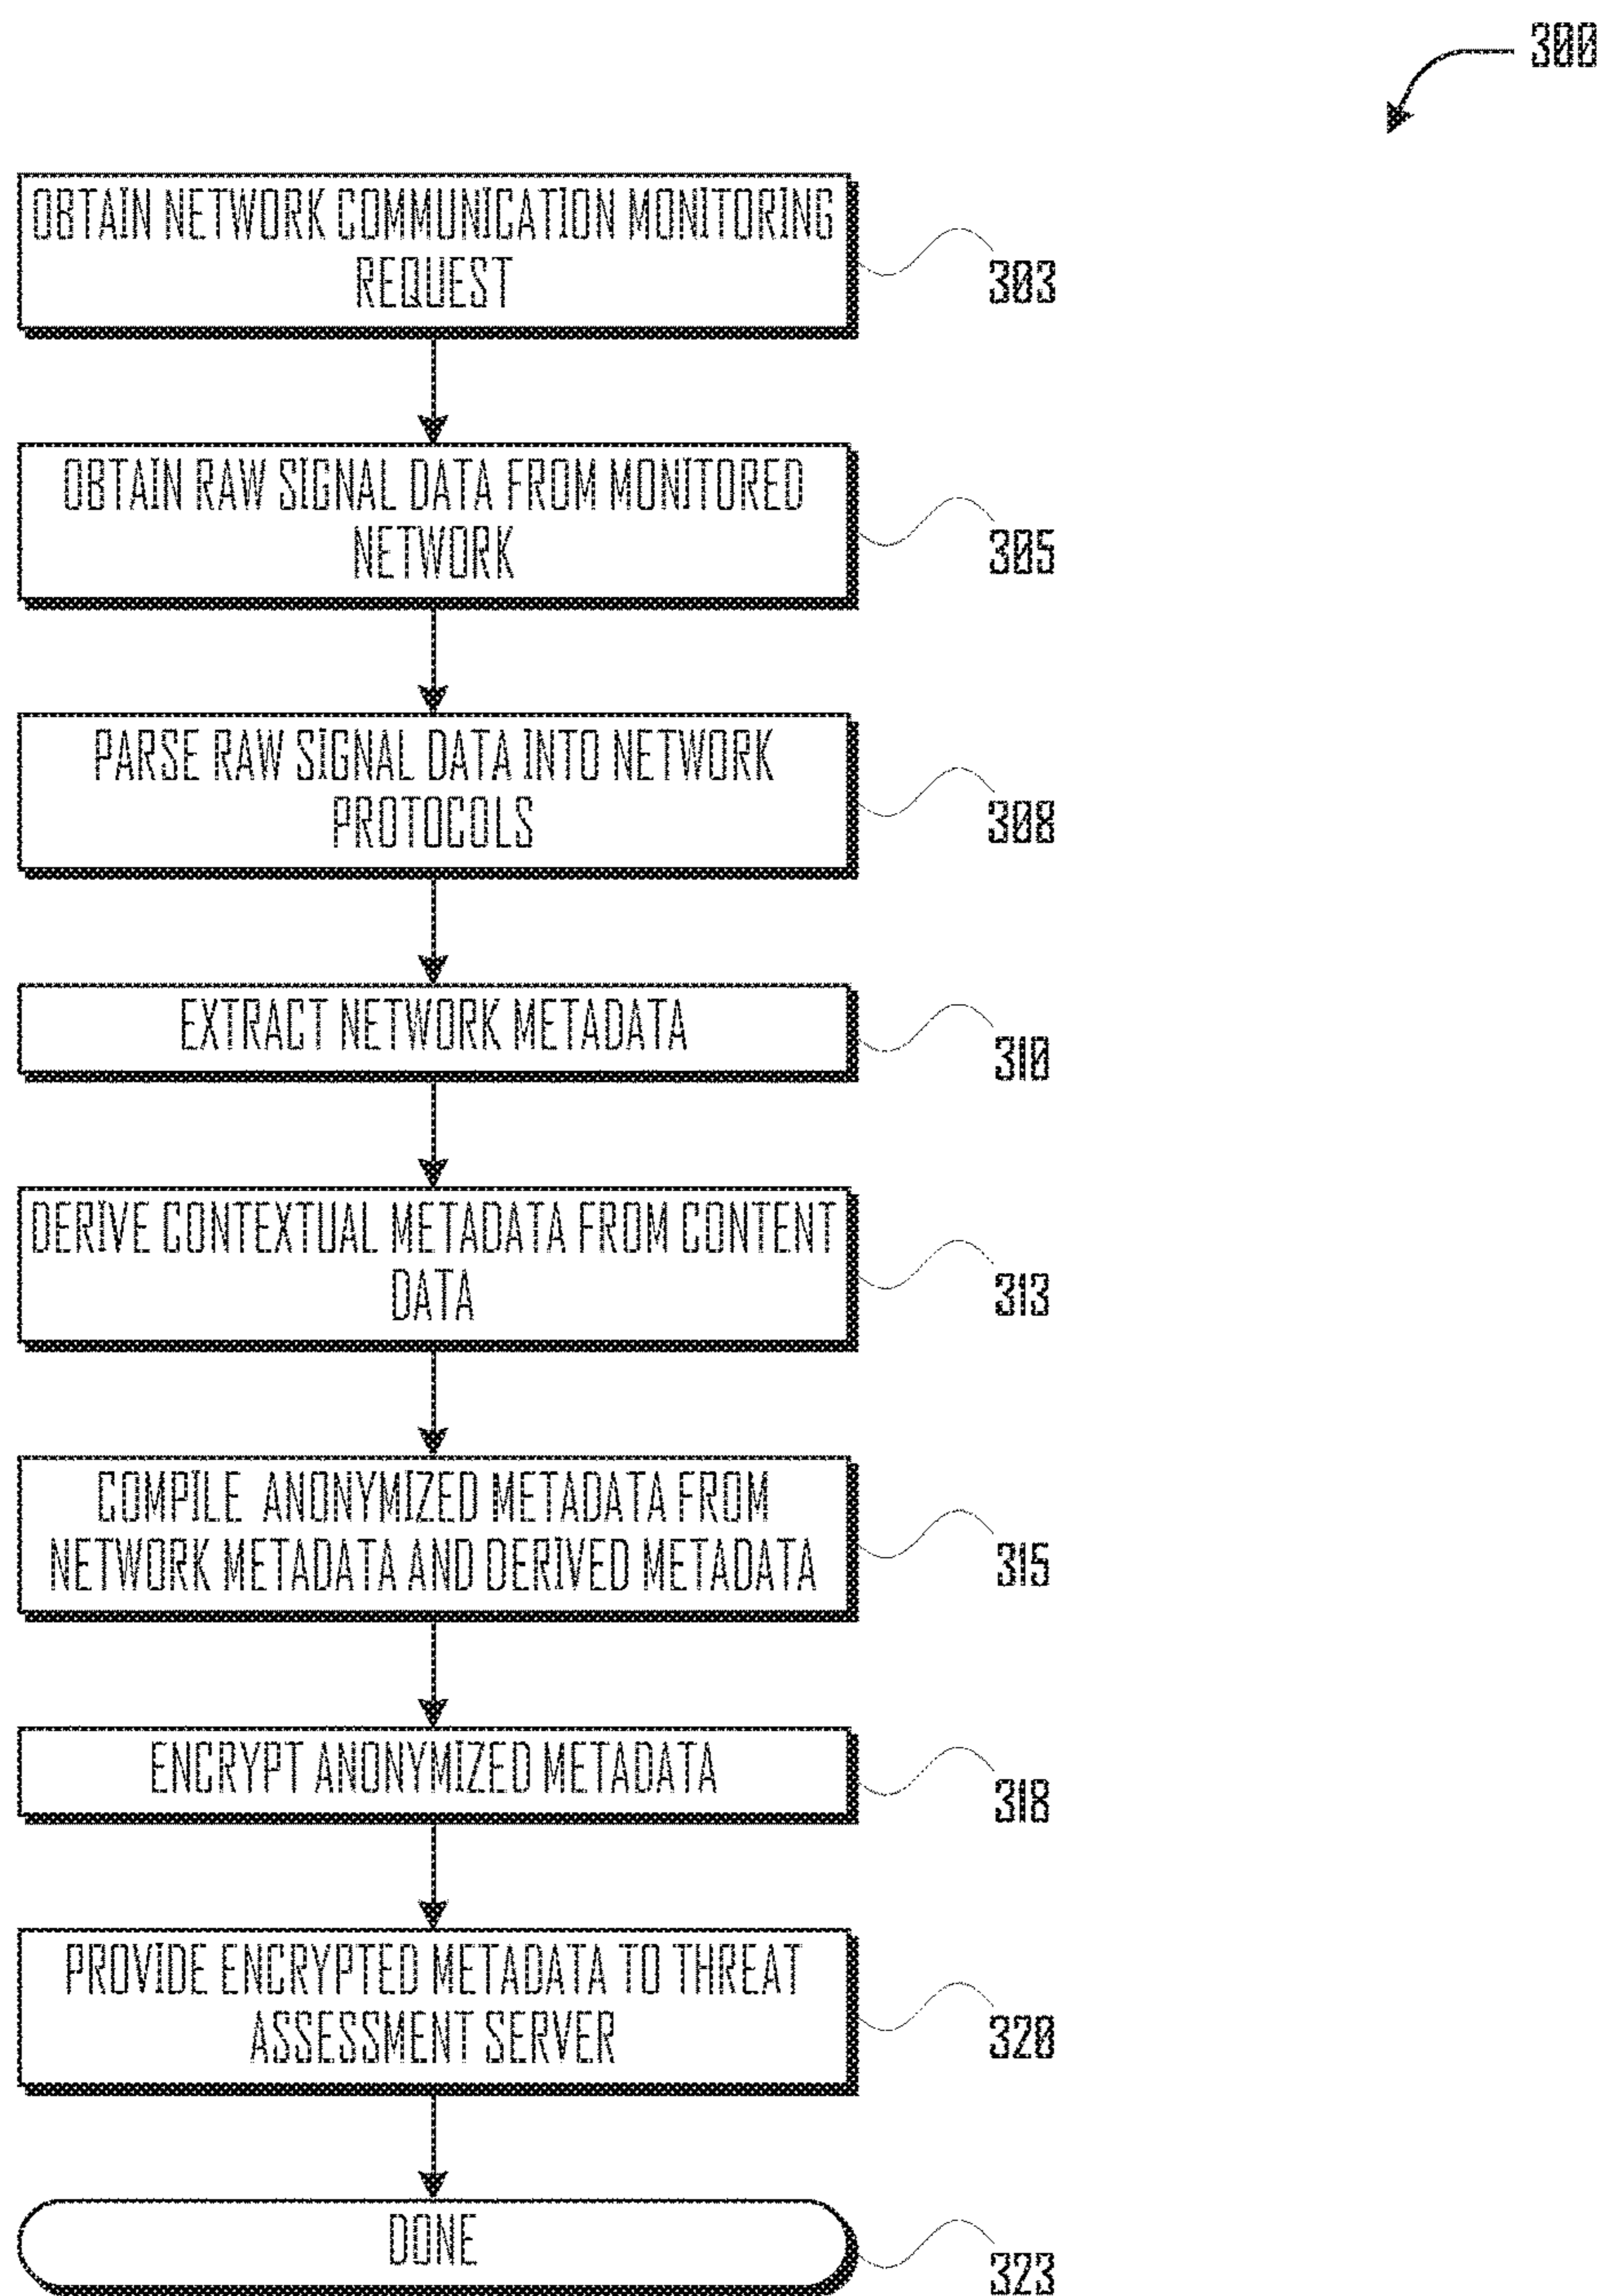 300
OBTAIN NETWORK COMMUNICATION MONITORING
REQUEST
303
OBTAIN RAW SIGNAL DATA FROM MONITORED
NETWORK
305
PARSE RAW SIGNAL DATA INTO NETWORK
PROTOCOLS
308
EXTRACT NETWORK METADATA
310
DERIVE CONTEXTUAL METADATA FROM CONTENT
DATA
313
COMPILE ANONYMIZED METADATA FROM
NETWORK METADATA AND DERIVED METADATA
315
ENCRYPT ANONYMIZED METADATA
318
PROVIDE ENCRYPTED METADATA TO THREAT
ASSESSMENT SERVER
320
DONE
323